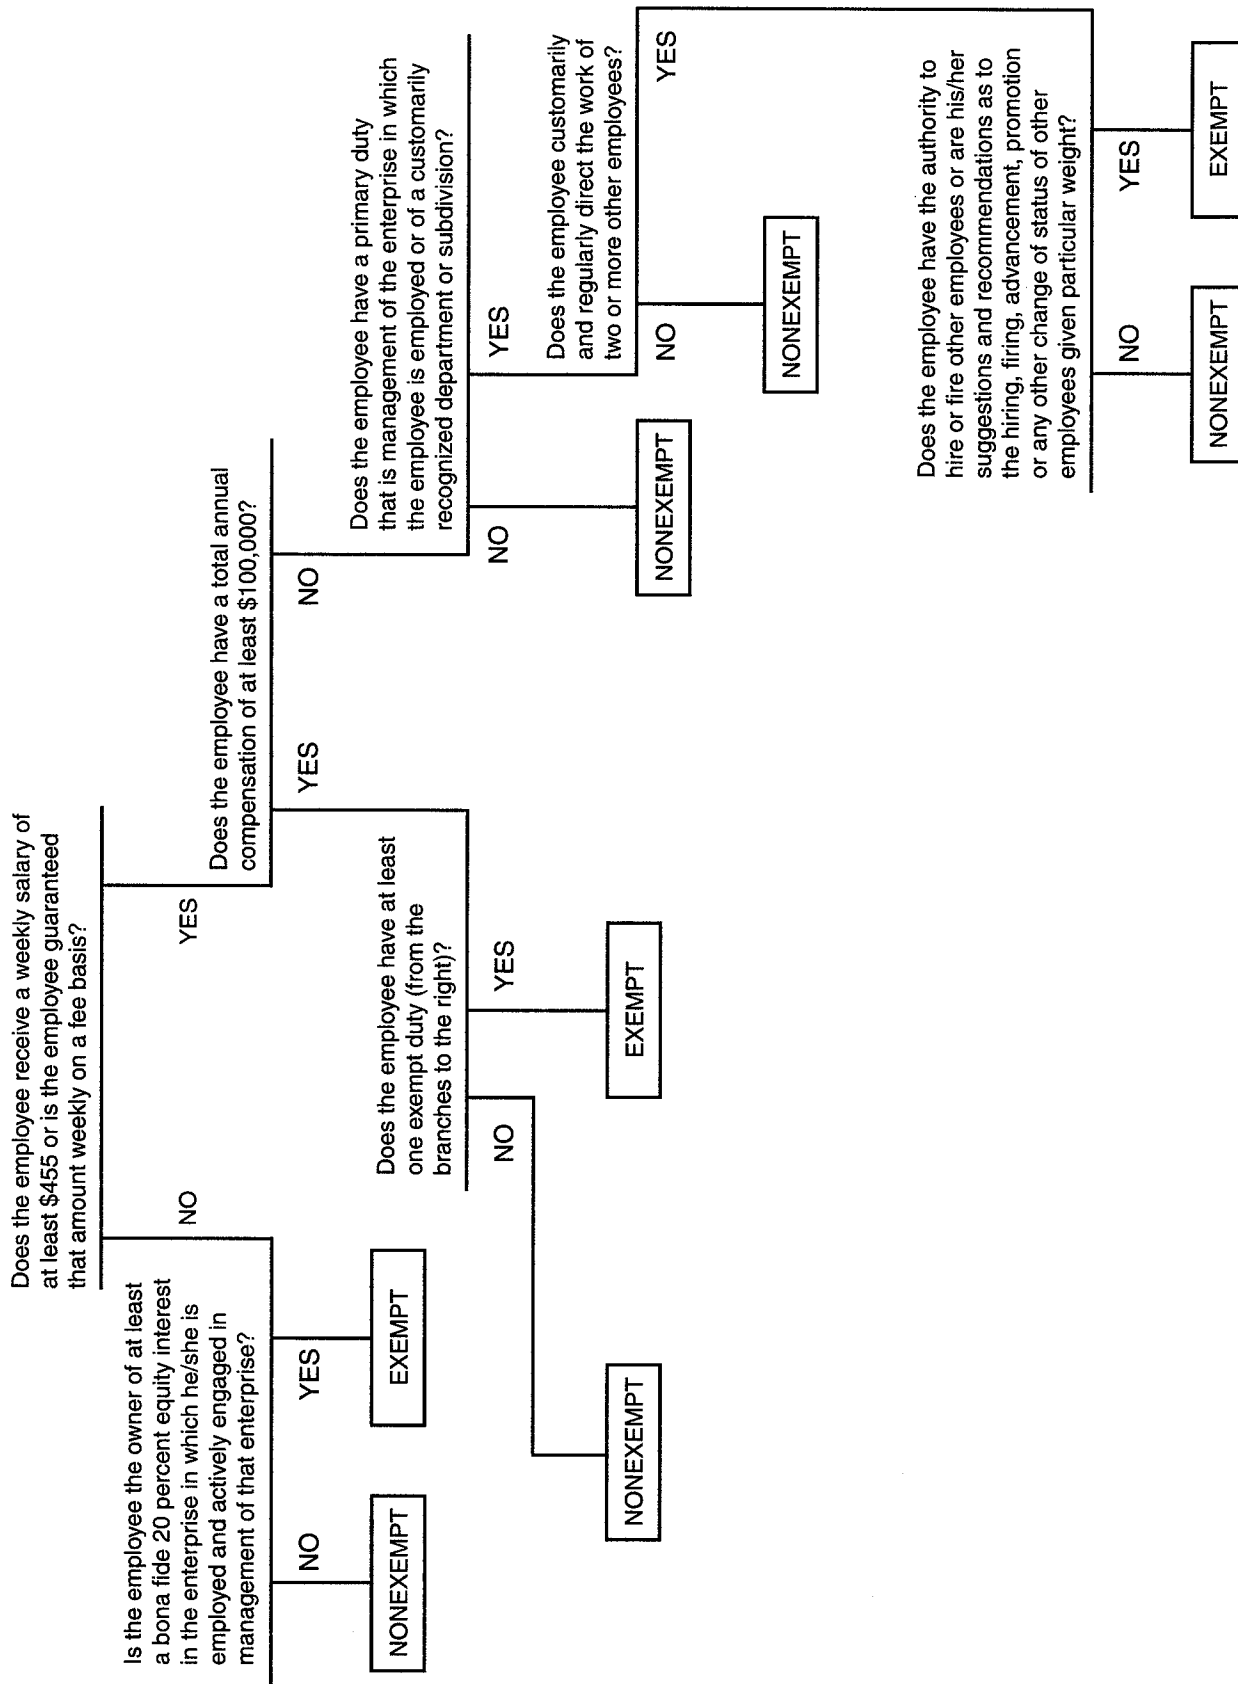 Does the employee receive a weekly salary of
at least $455 or is the employee guaranteed
that amount weekly on a fee basis?
NO
YES
Is the employee the owner of at least
a bona fide 20 percent equity interest
in the enterprise in which he/she is
employed and actively engaged in
management of that enterprise?
NO
YES
NONEXEMPT
EXEMPT
Does the employee have a total annual
compensation of at least $100,000?
YES
NO
Does the employee have at least
one exempt duty (from the
branches to the right)?
NO
YES
NONEXEMPT
EXEMPT
Does the employee have a primary duty
that is management of the enterprise in which
the employee is employed or of a customarily
recognized department or subdivision?
NO
YES
NONEXEMPT
Does the employee customarily
and regularly direct the work of
two or more other employees?
NO
YES
NONEXEMPT
Does the employee have the authority to
hire or fire other employees or are his/her
suggestions and recommendations as to
the hiring, firing, advancement, promotion
or any other change of status of other
employees given particular weight?
NO
YES
NONEXEMPT
EXEMPT